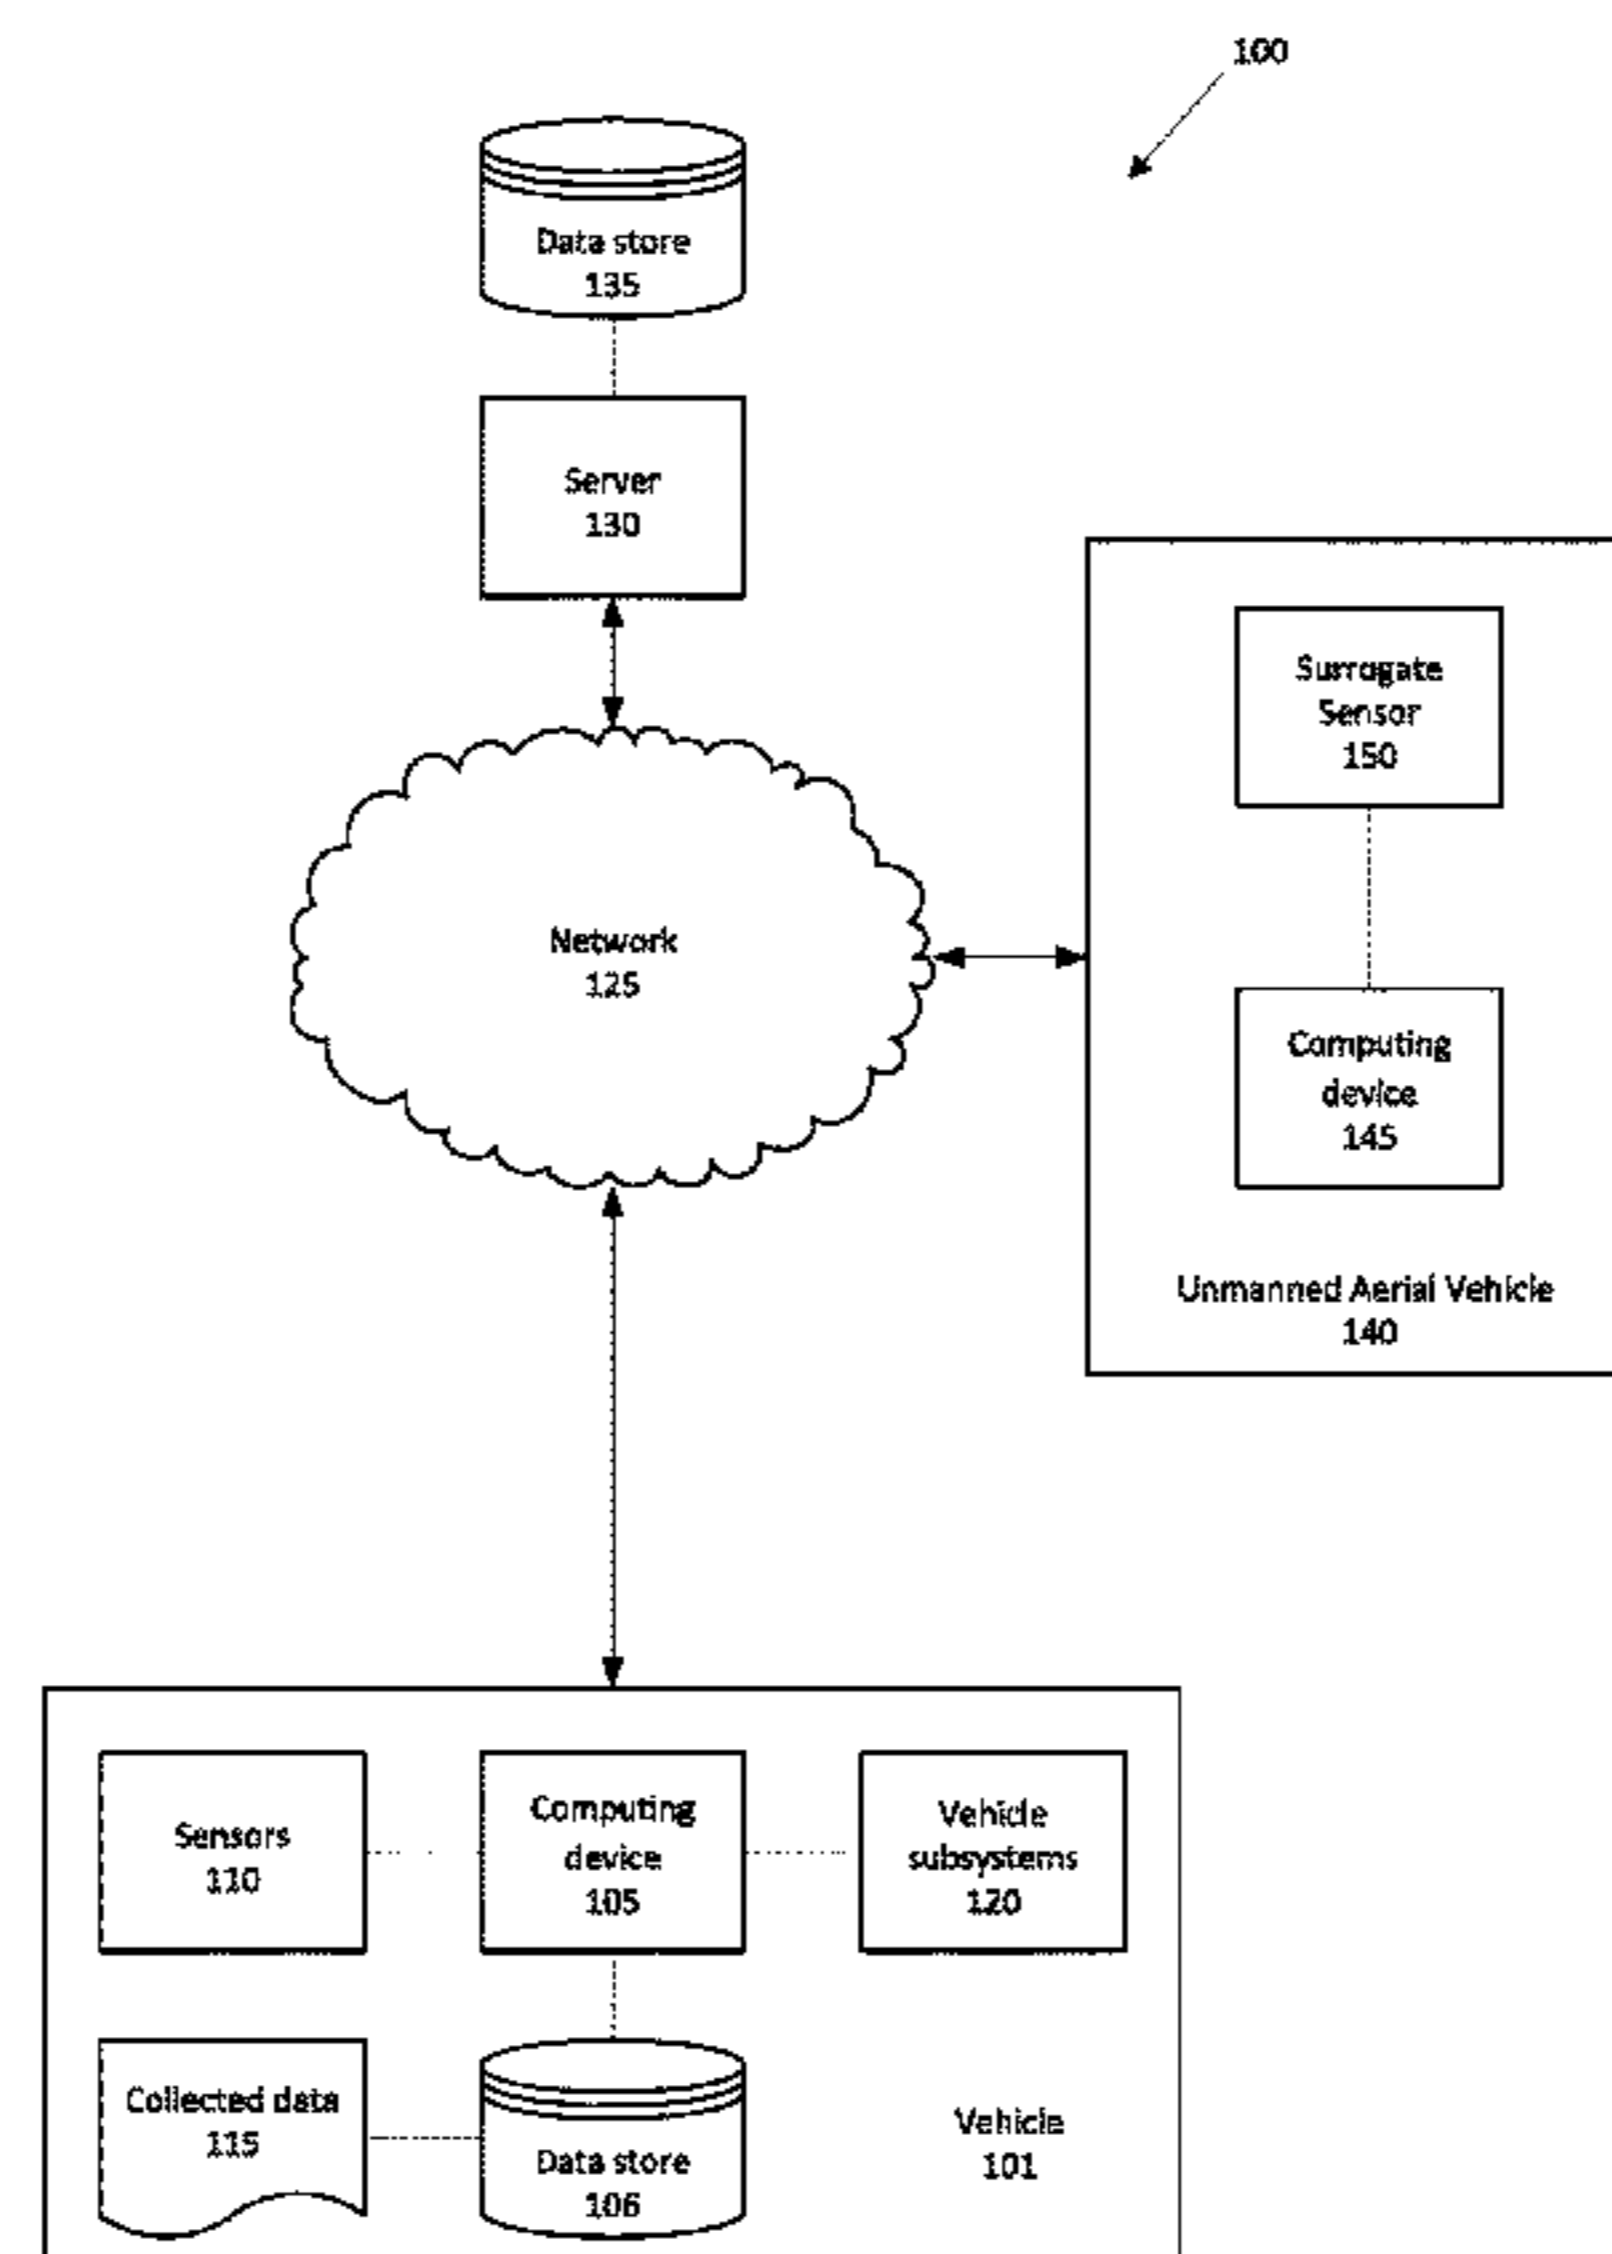 100
Data store
135
Server
130
Surrogate
Sensor
150
Network
125
Computing
device
145
Unmanned Aerial Vehicle
140
Sensors
110
Computing
device
105
Vehicle
subsystems
120
Collected data
115
Data store
106
Vehicle
101